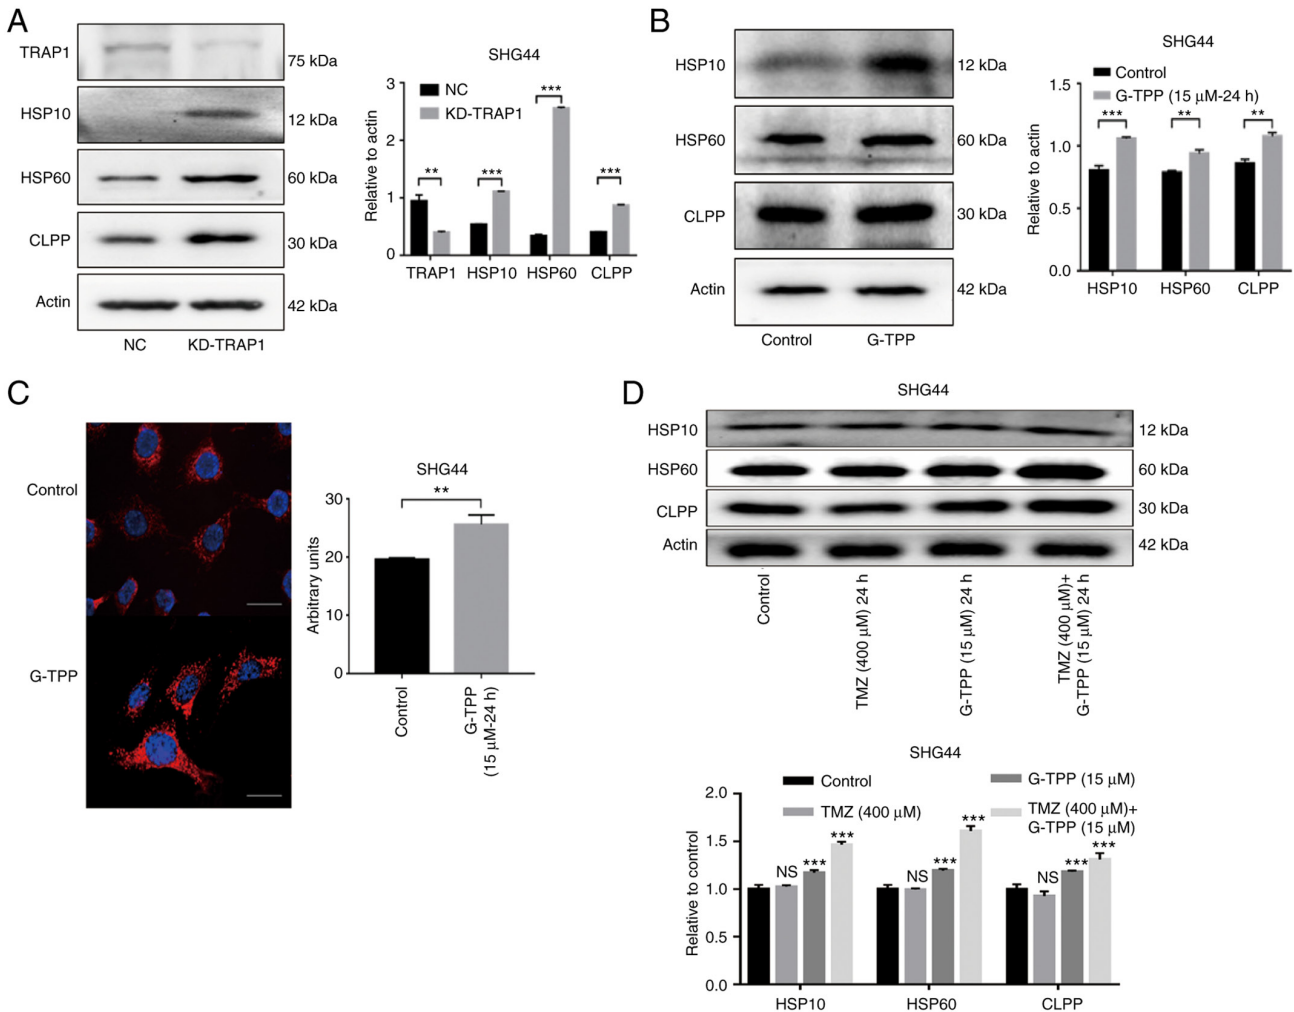 A
TRAP1
75 kDa
HSP10
12 kDa
HSP60
60 kDa
CLPP
30 kDa
Actin
42 kDa
NC
KD-TRAP1
SHG44
NC
KD-TRAP1
Relative to actin
3
2
1
0
**
***
***
***
TRAP1
HSP10
HSP60
CLPP
B
HSP10
12 kDa
HSP60
60 kDa
CLPP
30 kDa
Actin
42 kDa
Control
G-TPP
SHG44
Control
G-TPP (15 μM-24 h)
Relative to actin
1.5
1.0
0.5
0.0
***
**
**
HSP10
HSP60
CLPP
C
Control
G-TPP
SHG44
**
Arbitrary units
30
20
10
0
Control
G-TPP
(15 μM-24 h)
D
SHG44
HSP10
12 kDa
HSP60
60 kDa
CLPP
30 kDa
Actin
42 kDa
Control
TMZ (400 μM) 24 h
G-TPP (15 μM) 24 h
TMZ (400 μM)+
G-TPP (15 μM) 24 h
SHG44
Control
TMZ (400 μM)
G-TPP (15 μM)
TMZ (400 μM)+
G-TPP (15 μM)
Relative to control
2.0
1.5
1.0
0.5
0.0
NS
***
***
NS
***
***
NS
***
***
HSP10
HSP60
CLPP